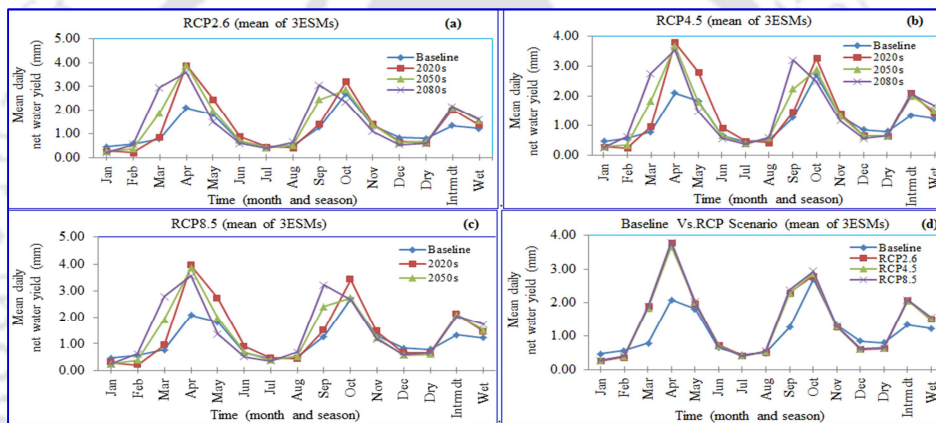 RCP2.6 (mean of 3ESMs) (a)
Mean daily
net water yield (mm)
5.00
4.00
3.00
2.00
1.00
0.00
Baseline
2020s
2050s
2080s
Jan Feb Mar Apr May Jun Jul Aug Sep Oct Nov Dec Dry Intrmdt Wet
Time (month and season)
RCP4.5 (mean of 3ESMs) (b)
Mean daily
net water yield (mm)
4.00
3.00
2.00
1.00
0.00
Baseline
2020s
2050s
2080s
Jan Feb Mar Apr May Jun Jul Aug Sep Oct Nov Dec Dry Intrmdt Wet
Time (month and season)
RCP8.5 (mean of 3ESMs) (c)
Mean daily
net water yield (mm)
5.00
4.00
3.00
2.00
1.00
0.00
Baseline
2020s
2050s
Jan Feb Mar Apr May Jun Jul Aug Sep Oct Nov Dec Dry Intrmdt Wet
Time (month and season)
Baseline Vs.RCP Scenario (mean of 3ESMs) (d)
Mean daily
net water yield (mm)
4.00
3.00
2.00
1.00
0.00
Baseline
RCP2.6
RCP4.5
RCP8.5
Jan Feb Mar Apr May Jun Jul Aug Sep Oct Nov Dec Dry Intrmdt Wet
Time (month and season)